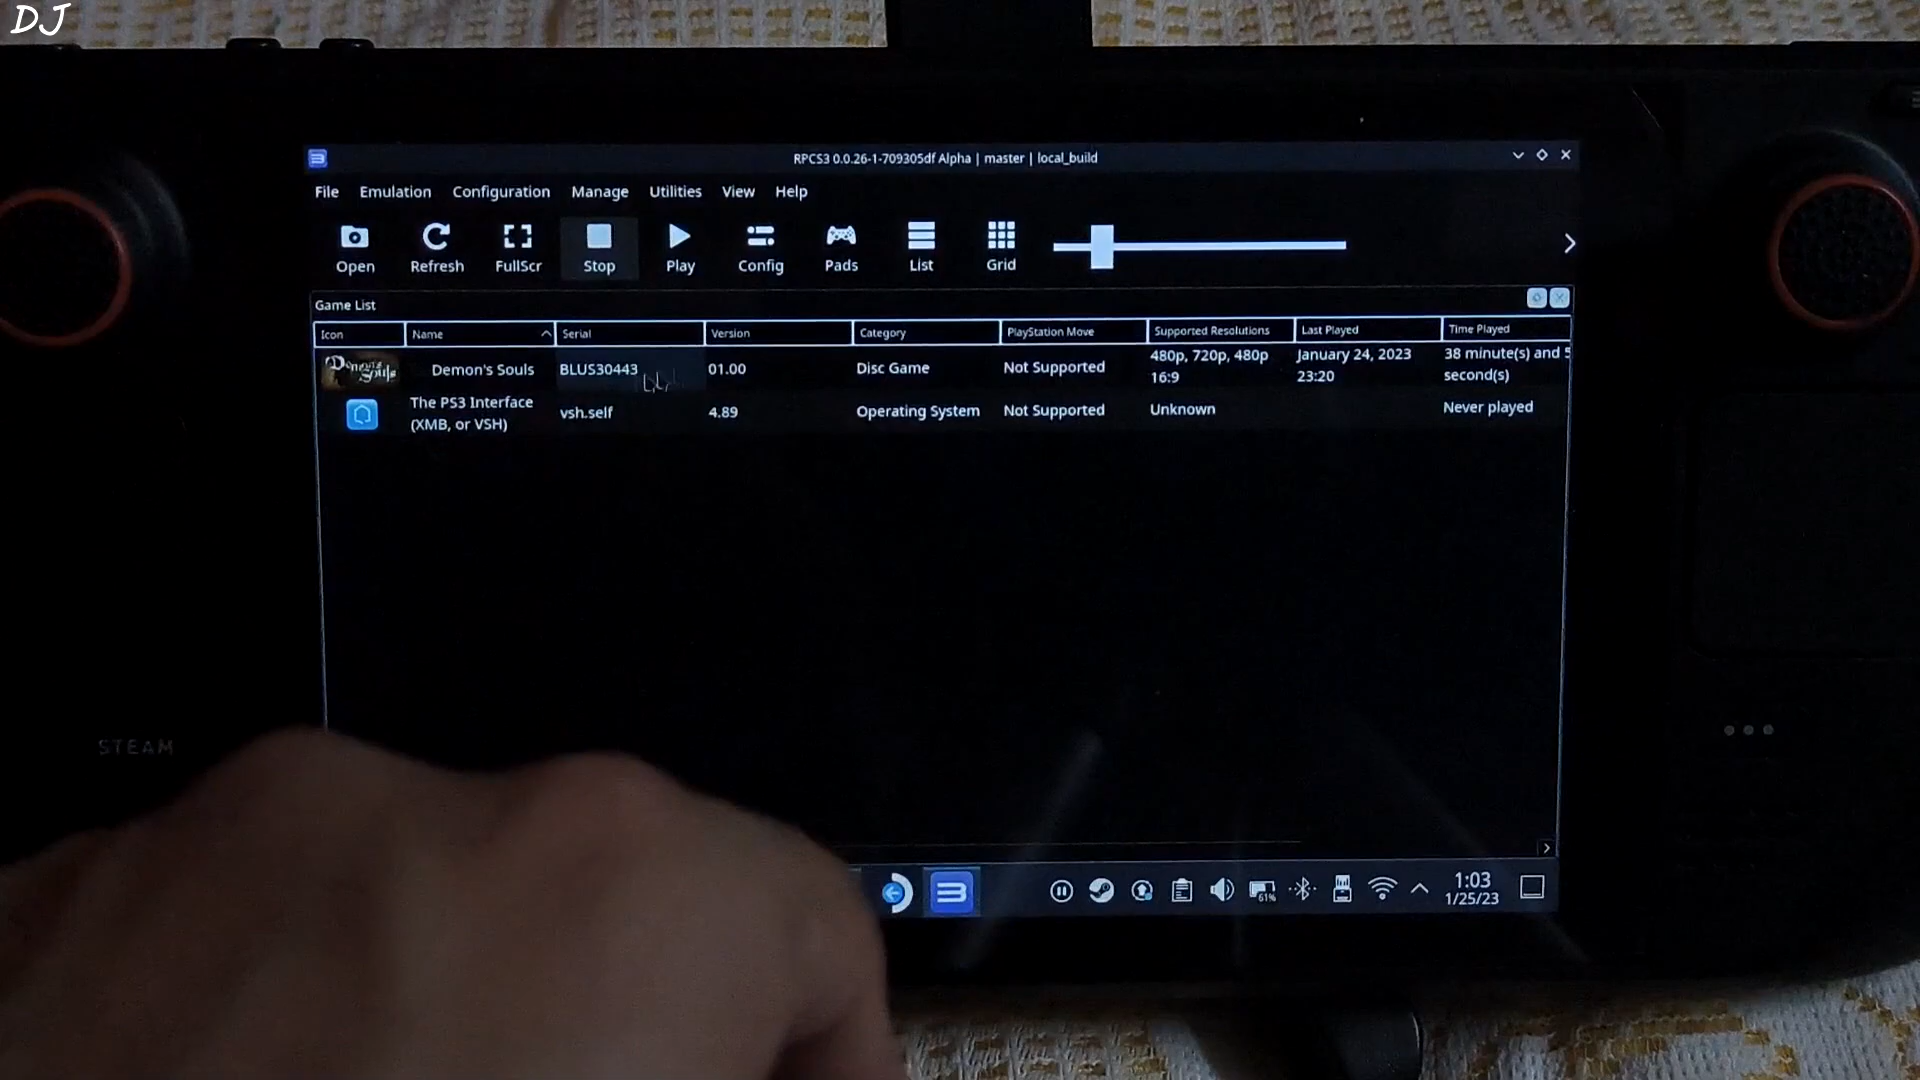 DJ
RPCS3 0.0.26-1-709305df Alpha | master | local_build
File Emulation Configuration Manage Utilities View Help
Open Refresh FullScr Stop Play Config Pads List Grid
Game List
Icon Name Serial Version Category PlayStation Move Supported Resolutions Last Played Time Played
Demon's Souls
Demon's Souls BLUS30443 01.00 Disc Game Not Supported 480p, 720p, 480p January 24, 2023 38 minute(s) and 5
16:9 23:20 second(s)
The PS3 Interface vsh.self 4.89 Operating System Not Supported Unknown Never played
(XMB, or VSH)
STEAM
61%
1:03
1/25/23